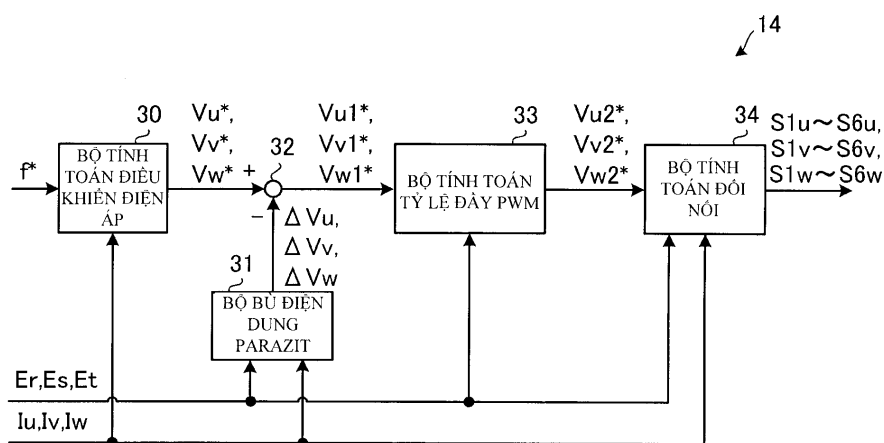 14
30
BỘ TÍNH
TOÁN ĐIỀU
KHIỂN ĐIỆN
ÁP
f*
Vu*,
Vv*,
Vw*
+
−
32
Vu1*,
Vv1*,
Vw1*
33
BỘ TÍNH TOÁN
TỶ LỆ ĐẦY PWM
Vu2*,
Vv2*,
Vw2*
34
BỘ TÍNH
TOÁN ĐỔI
NỐI
S1u～S6u,
S1v～S6v,
S1w～S6w
ΔVu,
ΔVv,
ΔVw
31
BỘ BÙ ĐIỆN
DUNG
PARAZIT
Er,Es,Et
Iu,Iv,Iw